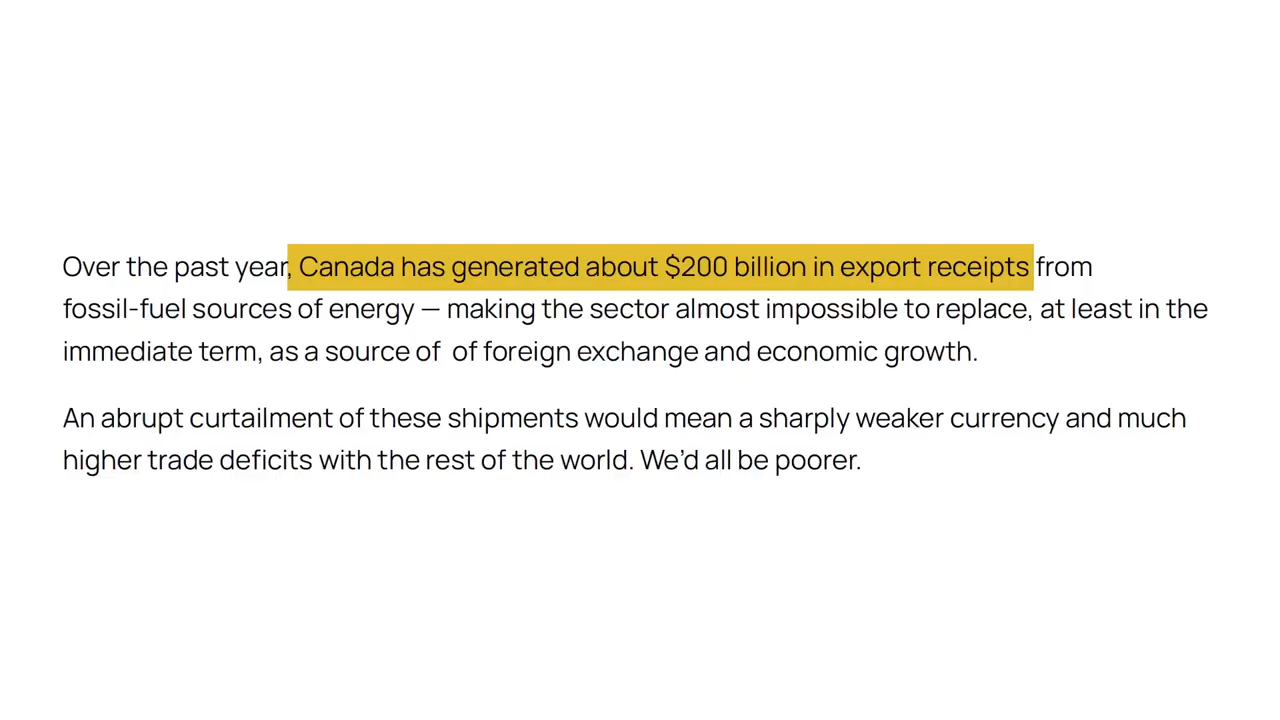 Over the past year, Canada has generated about $200 billion in export receipts from
fossil-fuel sources of energy — making the sector almost impossible to replace, at least in the
immediate term, as a source of  of foreign exchange and economic growth.
An abrupt curtailment of these shipments would mean a sharply weaker currency and much
higher trade deficits with the rest of the world. We’d all be poorer.